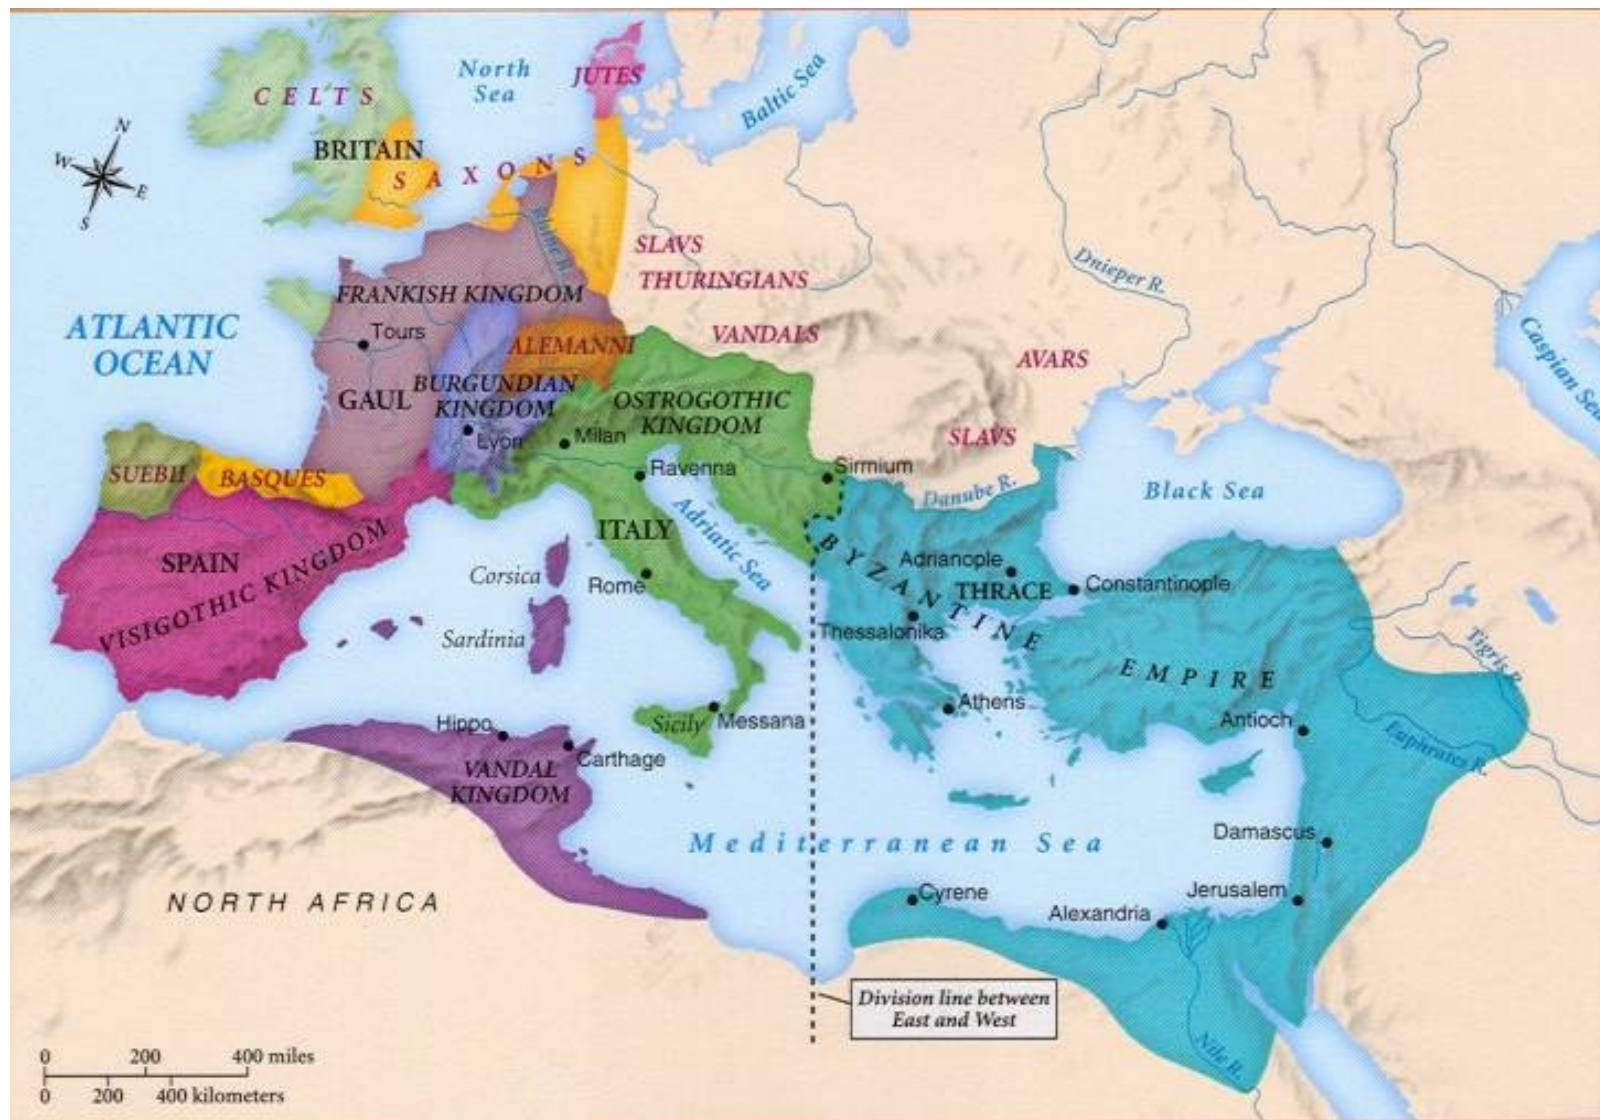 North
Sea
JUTES
Baltic Sea
CELTS
N
W
E
S
BRITAIN
SAXONS
Rhine R.
SLAVS
THURINGIANS
Dnieper R.
FRANKISH KINGDOM
ATLANTIC
OCEAN
Tours
VANDALS
ALEMANNI
AVARS
Caspian Sea
GAUL
BURGUNDIAN
KINGDOM
OSTROGOTHIC
KINGDOM
Lyon
Milan
SLAVS
SUEBII
BASQUES
Ravenna
Sirmium
Danube R.
Black Sea
ITALY
Adriatic Sea
SPAIN
VISIGOTHIC KINGDOM
Corsica
Rome
Adrianople
THRACE
Constantinople
BYZANTINE
EMPIRE
Sardinia
Thessalonika
Tigris R.
Athens
Antioch
Euphrates R.
Hippo
Sicily
Messana
Carthage
VANDAL
KINGDOM
Mediterranean Sea
Damascus
NORTH AFRICA
Cyrene
Jerusalem
Alexandria
Division line between
East and West
Nile R.
0 200 400 miles
0 200 400 kilometers